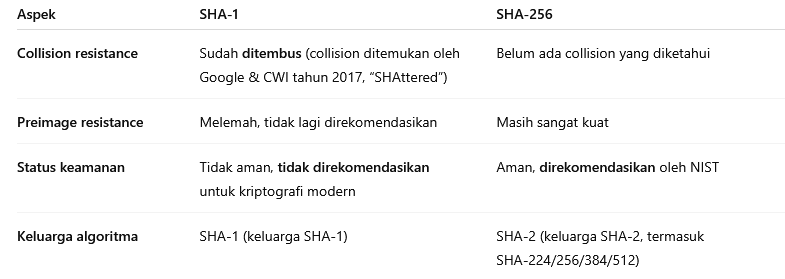 Aspek SHA-1 SHA-256
Collision resistance Sudah ditembus (collision ditemukan oleh Belum ada collision yang diketahui
Google & CWI tahun 2017, “SHAttered”)
Preimage resistance Melemah, tidak lagi direkomendasikan Masih sangat kuat
Status keamanan Tidak aman, tidak direkomendasikan Aman, direkomendasikan oleh NIST
untuk kriptografi modern
Keluarga algoritma SHA-1 (keluarga SHA-1) SHA-2 (keluarga SHA-2, termasuk
SHA-224/256/384/512)